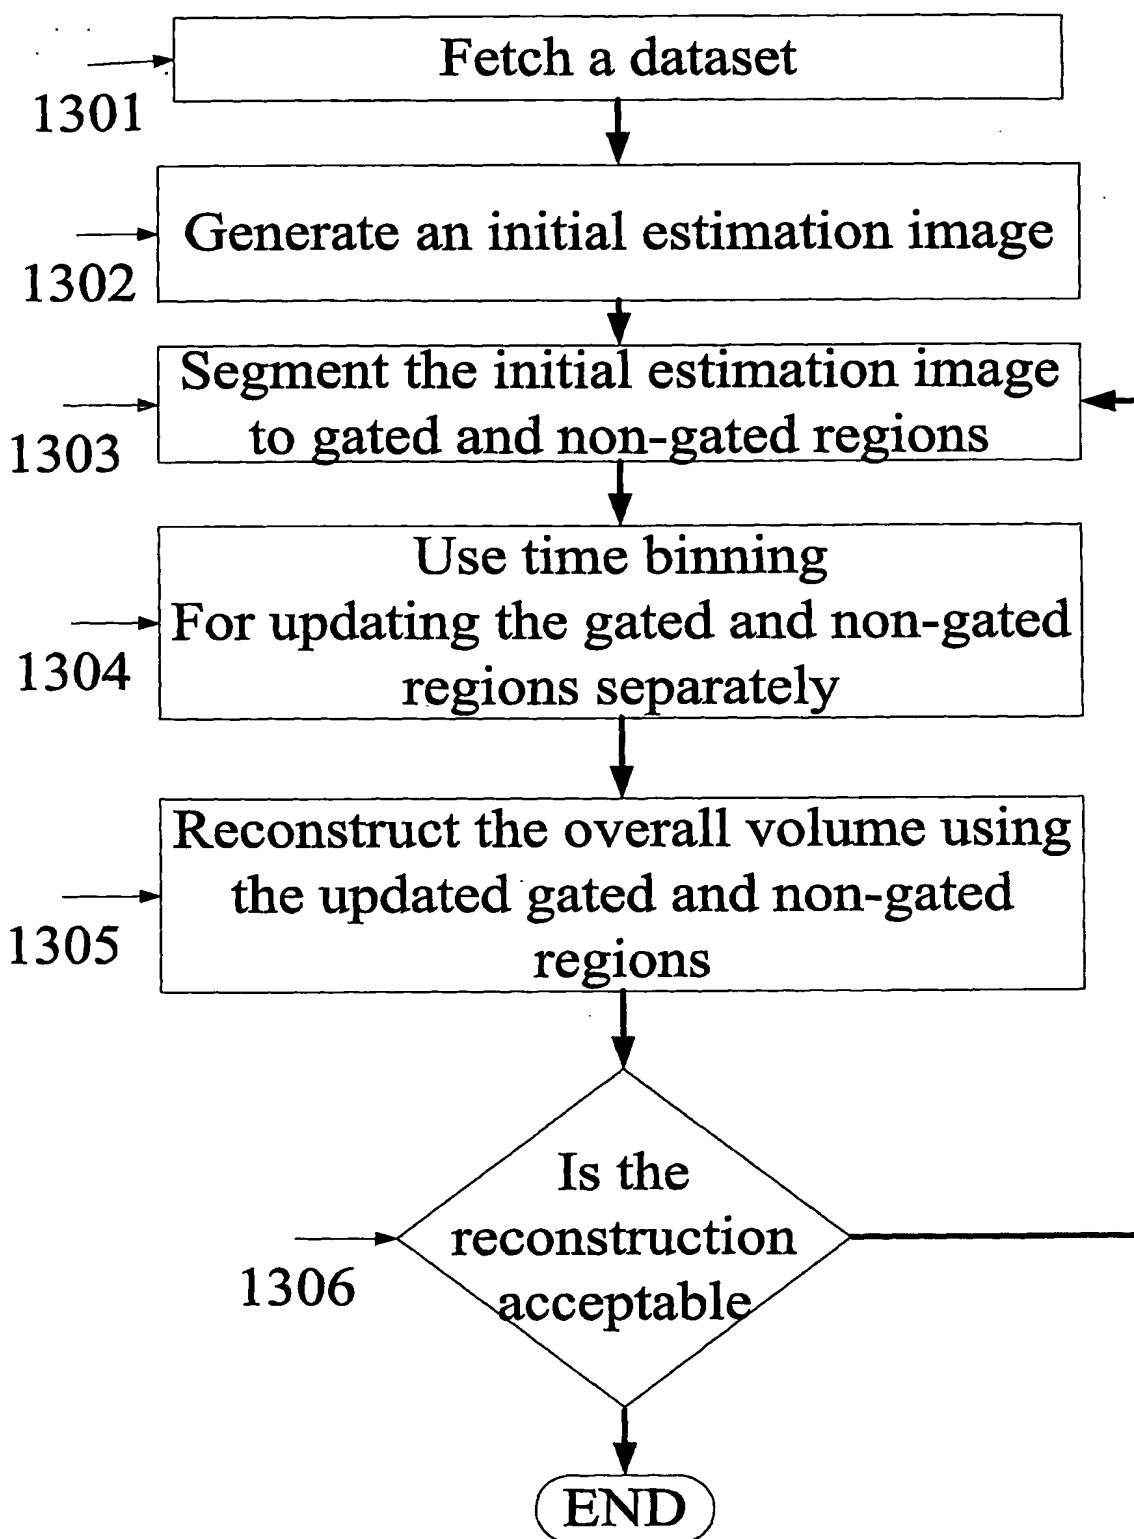 Fetch a dataset
1301
Generate an initial estimation image
1302
Segment the initial estimation image
to gated and non-gated regions
1303
Use time binning
For updating the gated and non-gated
regions separately
1304
Reconstruct the overall volume using
the updated gated and non-gated
regions
1305
Is the
reconstruction
acceptable
1306
END